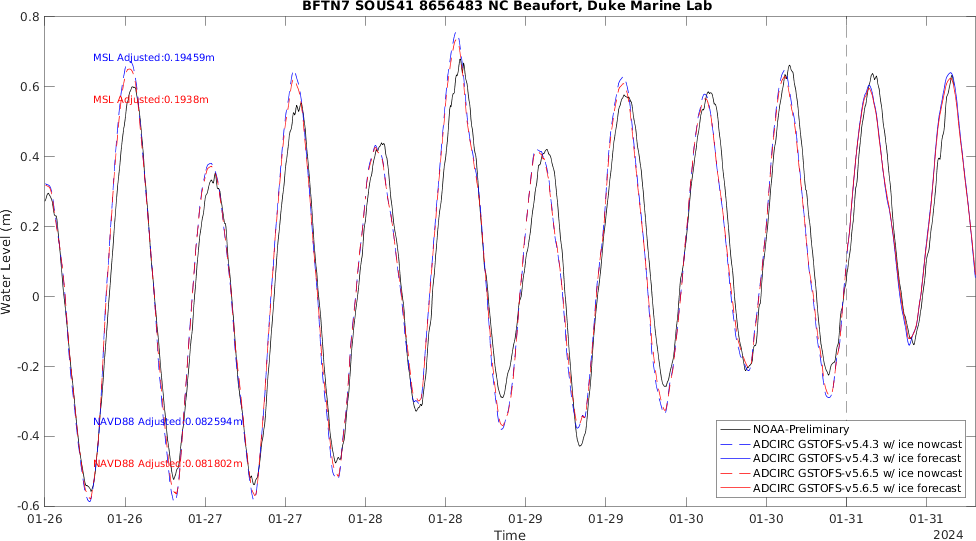 BFTN7 SOUS41 8656483 NC Beaufort, Duke Marine Lab
0.8
0.6
0.4
0.2
0
-0.2
-0.4
-0.6
Water Level (m)
MSL Adjusted:0.19459m
MSL Adjusted:0.1938m
NAVD88 Adjusted:0.082594m
NAVD88 Adjusted:0.081802m
NOAA-Preliminary
ADCIRC GSTOFS-v5.4.3 w/ ice nowcast
ADCIRC GSTOFS-v5.4.3 w/ ice forecast
ADCIRC GSTOFS-v5.6.5 w/ ice nowcast
ADCIRC GSTOFS-v5.6.5 w/ ice forecast
01-26 01-26 01-27 01-27 01-28 01-28 01-29 01-29 01-30 01-30 01-31 01-31
2024
Time